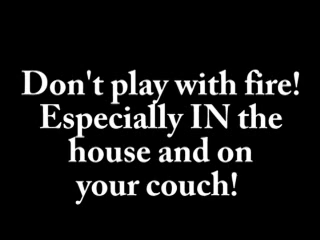 Don't play with fire!
Especially IN the
house and on
your couch!